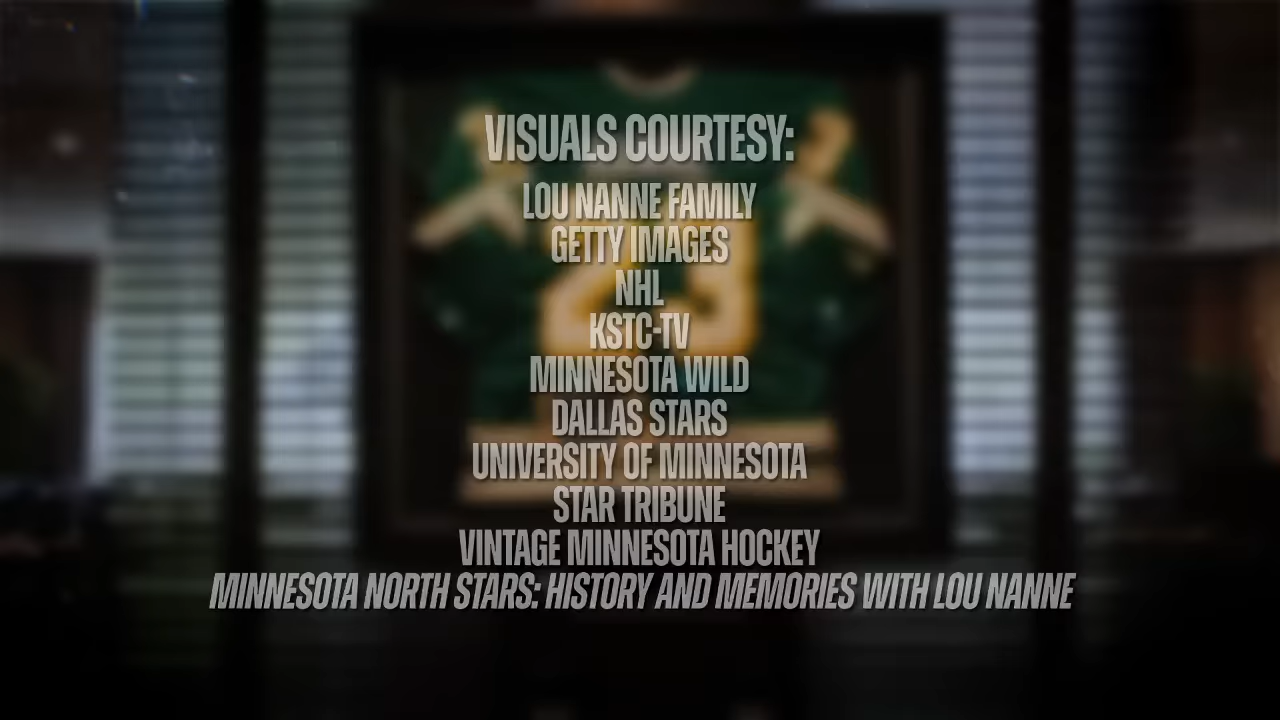 VISUALS COURTESY:
LOU NANNE FAMILY
GETTY IMAGES
NHL
KSTC-TV
MINNESOTA WILD
DALLAS STARS
UNIVERSITY OF MINNESOTA
STAR TRIBUNE
VINTAGE MINNESOTA HOCKEY
MINNESOTA NORTH STARS: HISTORY AND MEMORIES WITH LOU NANNE
23